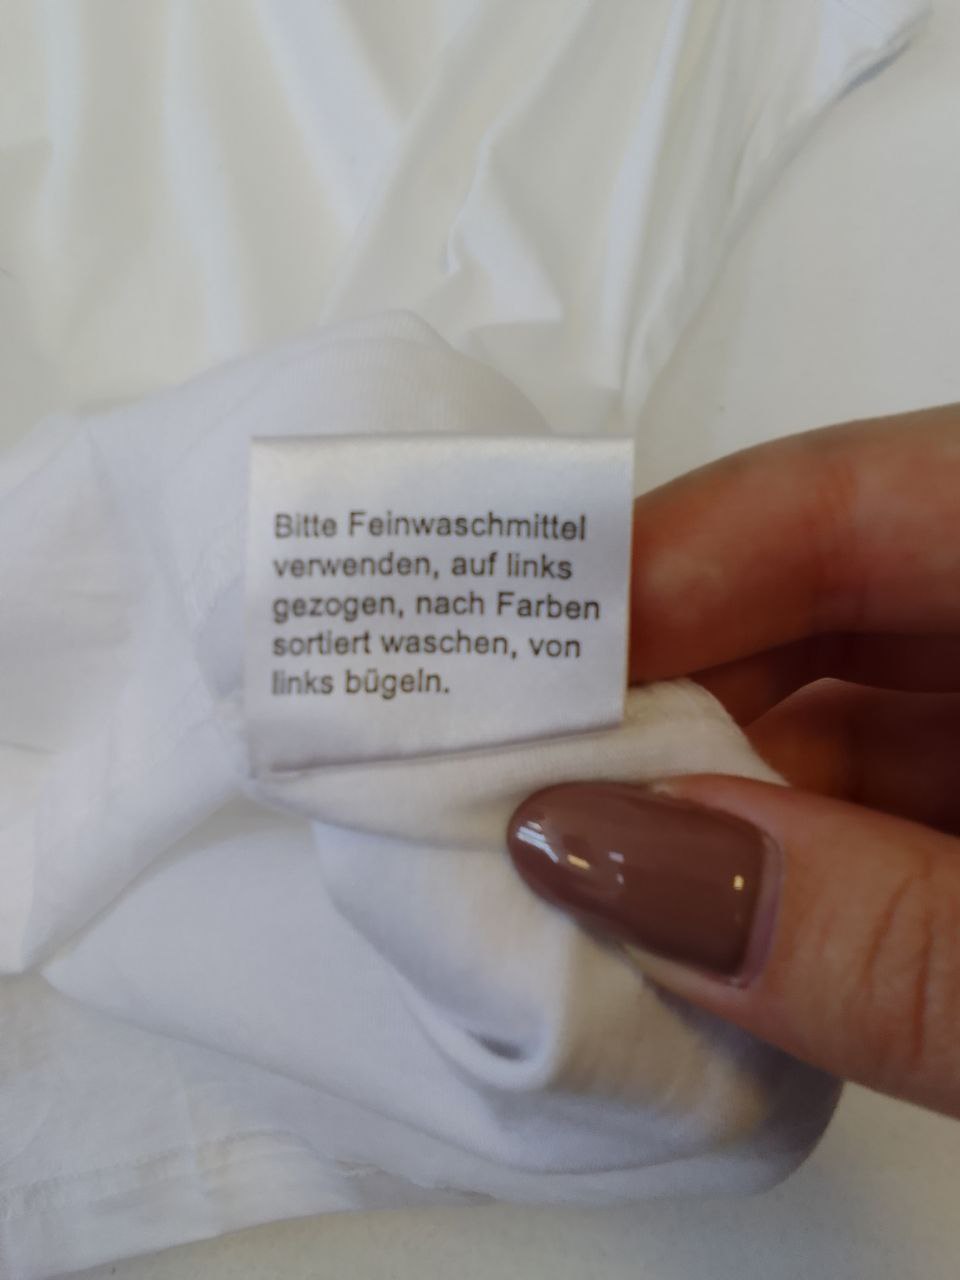 Bitte Feinwaschmittel
verwenden, auf links
gezogen, nach Farben
sortiert waschen, von
links bügeln.